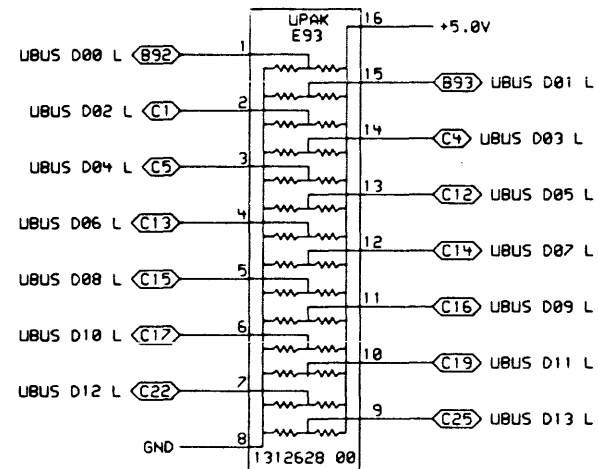 UPAK
E93
16 +5.0V
UBUS D00 L B92 1
15 B93 UBUS D01 L
UBUS D02 L C1 2
14 C4 UBUS D03 L
UBUS D04 L C5 3
13 C12 UBUS D05 L
UBUS D06 L C13 4
12 C14 UBUS D07 L
UBUS D08 L C15 5
11 C16 UBUS D09 L
UBUS D10 L C17 6
10 C19 UBUS D11 L
UBUS D12 L C22 7
9 C25 UBUS D13 L
GND 8
1312628 00